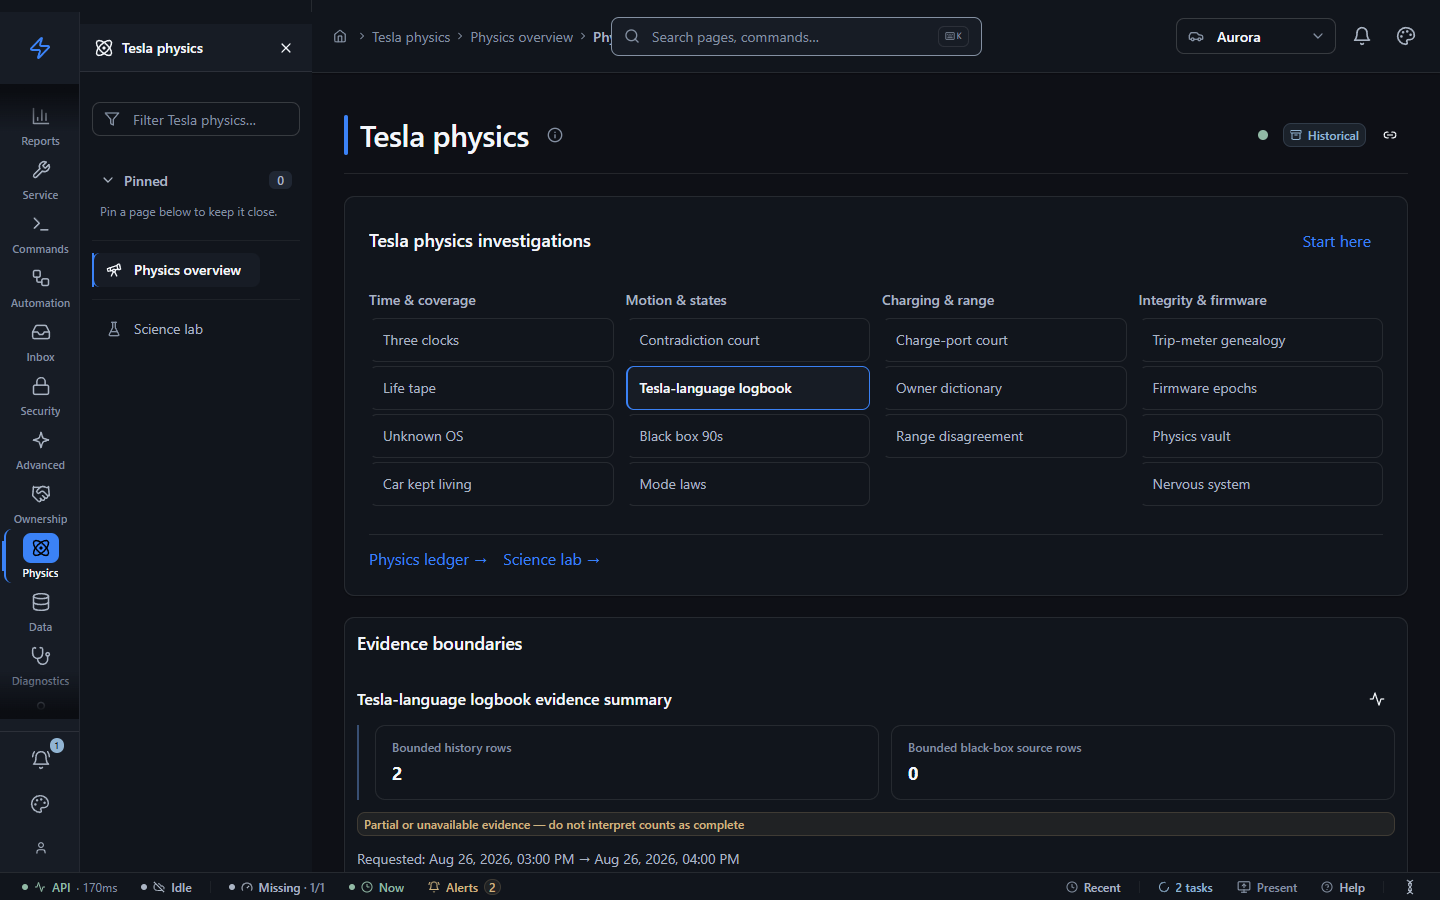 Tesla physics
Tesla physics
Physics overview
Search pages, commands...
K
Aurora
Reports
Service
Commands
Automation
Inbox
Security
Advanced
Ownership
Physics
Data
Diagnostics
1
Filter Tesla physics...
Pinned
0
Pin a page below to keep it close.
Physics overview
Science lab
Tesla physics
Historical
Tesla physics investigations
Start here
Time & coverage
Three clocks
Life tape
Unknown OS
Car kept living
Motion & states
Contradiction court
Tesla-language logbook
Black box 90s
Mode laws
Charging & range
Charge-port court
Owner dictionary
Range disagreement
Integrity & firmware
Trip-meter genealogy
Firmware epochs
Physics vault
Nervous system
Physics ledger →
Science lab →
Evidence boundaries
Tesla-language logbook evidence summary
Bounded history rows
2
Bounded black-box source rows
0
Partial or unavailable evidence — do not interpret counts as complete
Requested: Aug 26, 2026, 03:00 PM → Aug 26, 2026, 04:00 PM
API · 170ms
Idle
Missing · 1/1
Now
Alerts 2
Recent
2 tasks
Present
Help